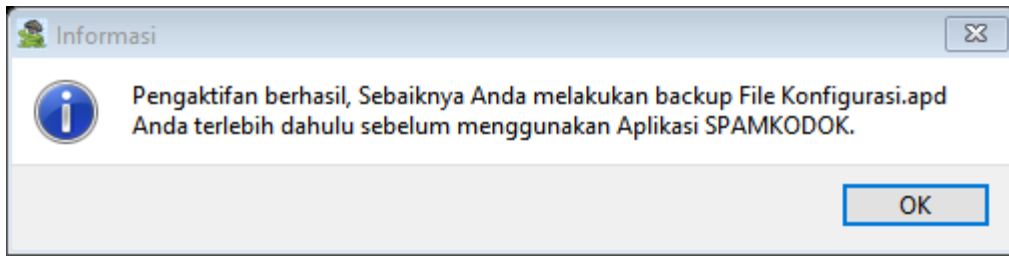 Informasi
Pengaktifan berhasil, Sebaiknya Anda melakukan backup File Konfigurasi.apd
Anda terlebih dahulu sebelum menggunakan Aplikasi SPAMKODOK.
OK